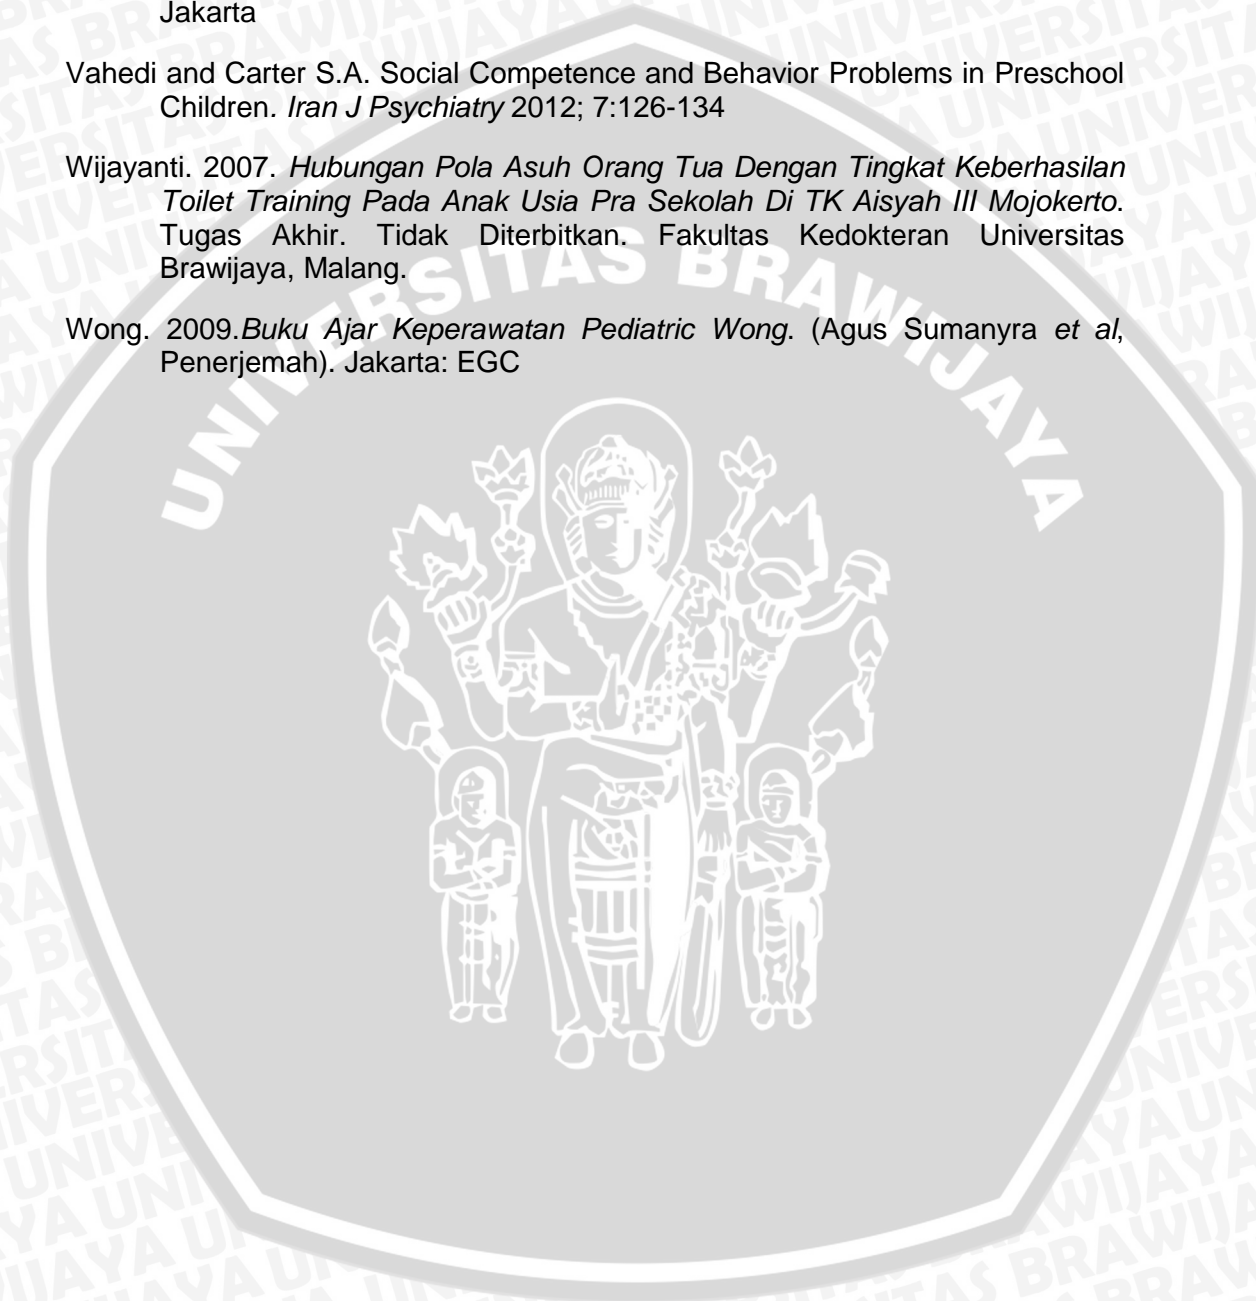 Jakarta
Vahedi and Carter S.A. Social Competence and Behavior Problems in Preschool
Children. Iran J Psychiatry 2012; 7:126-134
Wijayanti. 2007. Hubungan Pola Asuh Orang Tua Dengan Tingkat Keberhasilan
Toilet Training Pada Anak Usia Pra Sekolah Di TK Aisyah III Mojokerto.
Tugas Akhir. Tidak Diterbitkan. Fakultas Kedokteran Universitas
Brawijaya, Malang.
Wong. 2009.Buku Ajar Keperawatan Pediatric Wong. (Agus Sumanyra et al,
Penerjemah). Jakarta: EGC
UNIVERSITAS BRAWIJAYA